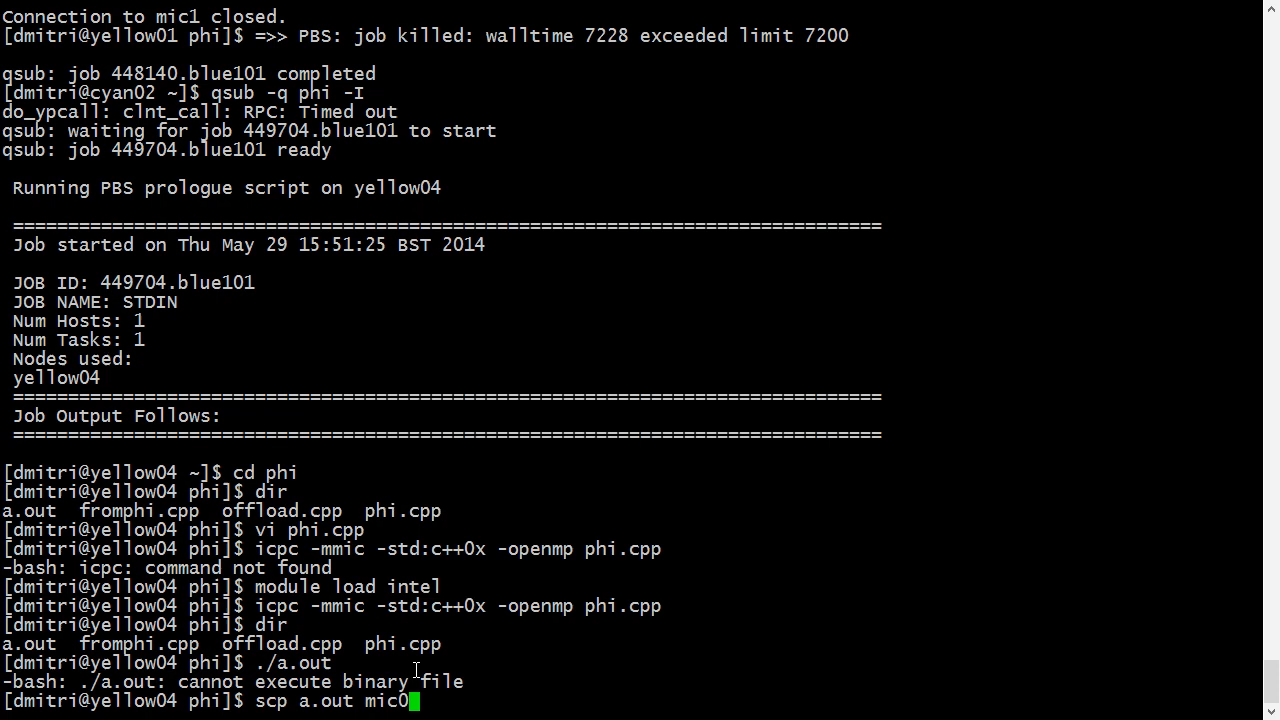 Connection to mic1 closed.
[dmitri@yellow01 phi]$ =>> PBS: job killed: walltime 7228 exceeded limit 7200
qsub: job 448140.blue101 completed
[dmitri@cyan02 ~]$ qsub -q phi -I
do_ypcall: clnt_call: RPC: Timed out
qsub: waiting for job 449704.blue101 to start
qsub: job 449704.blue101 ready
Running PBS prologue script on yellow04
===============================================================================
Job started on Thu May 29 15:51:25 BST 2014
JOB ID: 449704.blue101
JOB NAME: STDIN
Num Hosts: 1
Num Tasks: 1
Nodes used:
yellow04
===============================================================================
Job Output Follows:
===============================================================================
[dmitri@yellow04 ~]$ cd phi
[dmitri@yellow04 phi]$ dir
a.out  fromphi.cpp  offload.cpp  phi.cpp
[dmitri@yellow04 phi]$ vi phi.cpp
[dmitri@yellow04 phi]$ icpc -mmic -std:c++0x -openmp phi.cpp
-bash: icpc: command not found
[dmitri@yellow04 phi]$ module load intel
[dmitri@yellow04 phi]$ icpc -mmic -std:c++0x -openmp phi.cpp
[dmitri@yellow04 phi]$ dir
a.out  fromphi.cpp  offload.cpp  phi.cpp
[dmitri@yellow04 phi]$ ./a.out
-bash: ./a.out: cannot execute binary file
[dmitri@yellow04 phi]$ scp a.out mic0